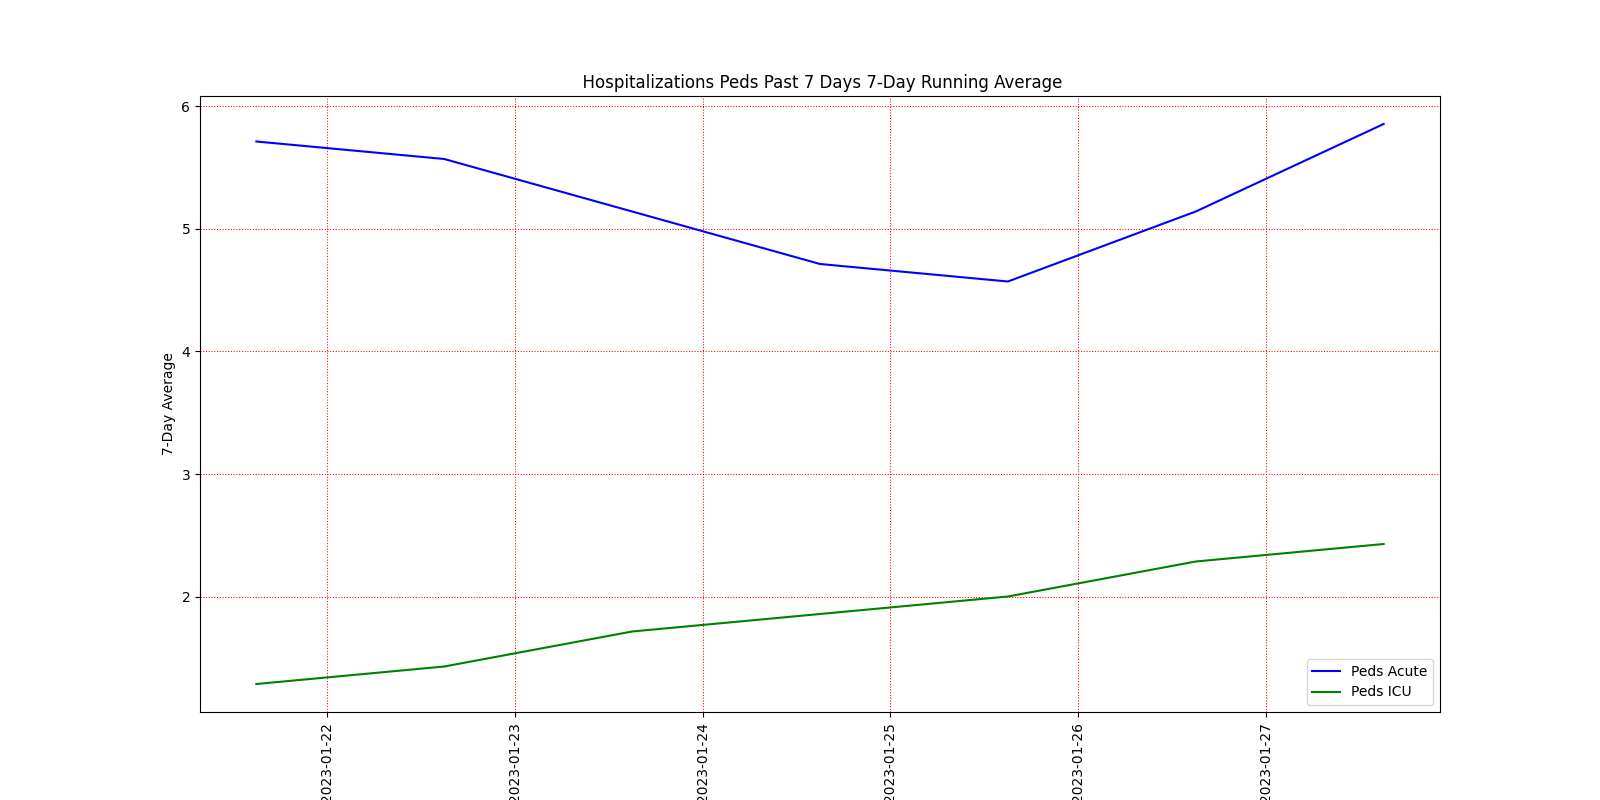 Hospitalizations Peds Past 7 Days 7-Day Running Average
7-Day Average
6
5
4
3
2
2023-01-22
2023-01-23
2023-01-24
2023-01-25
2023-01-26
2023-01-27
Peds Acute
Peds ICU